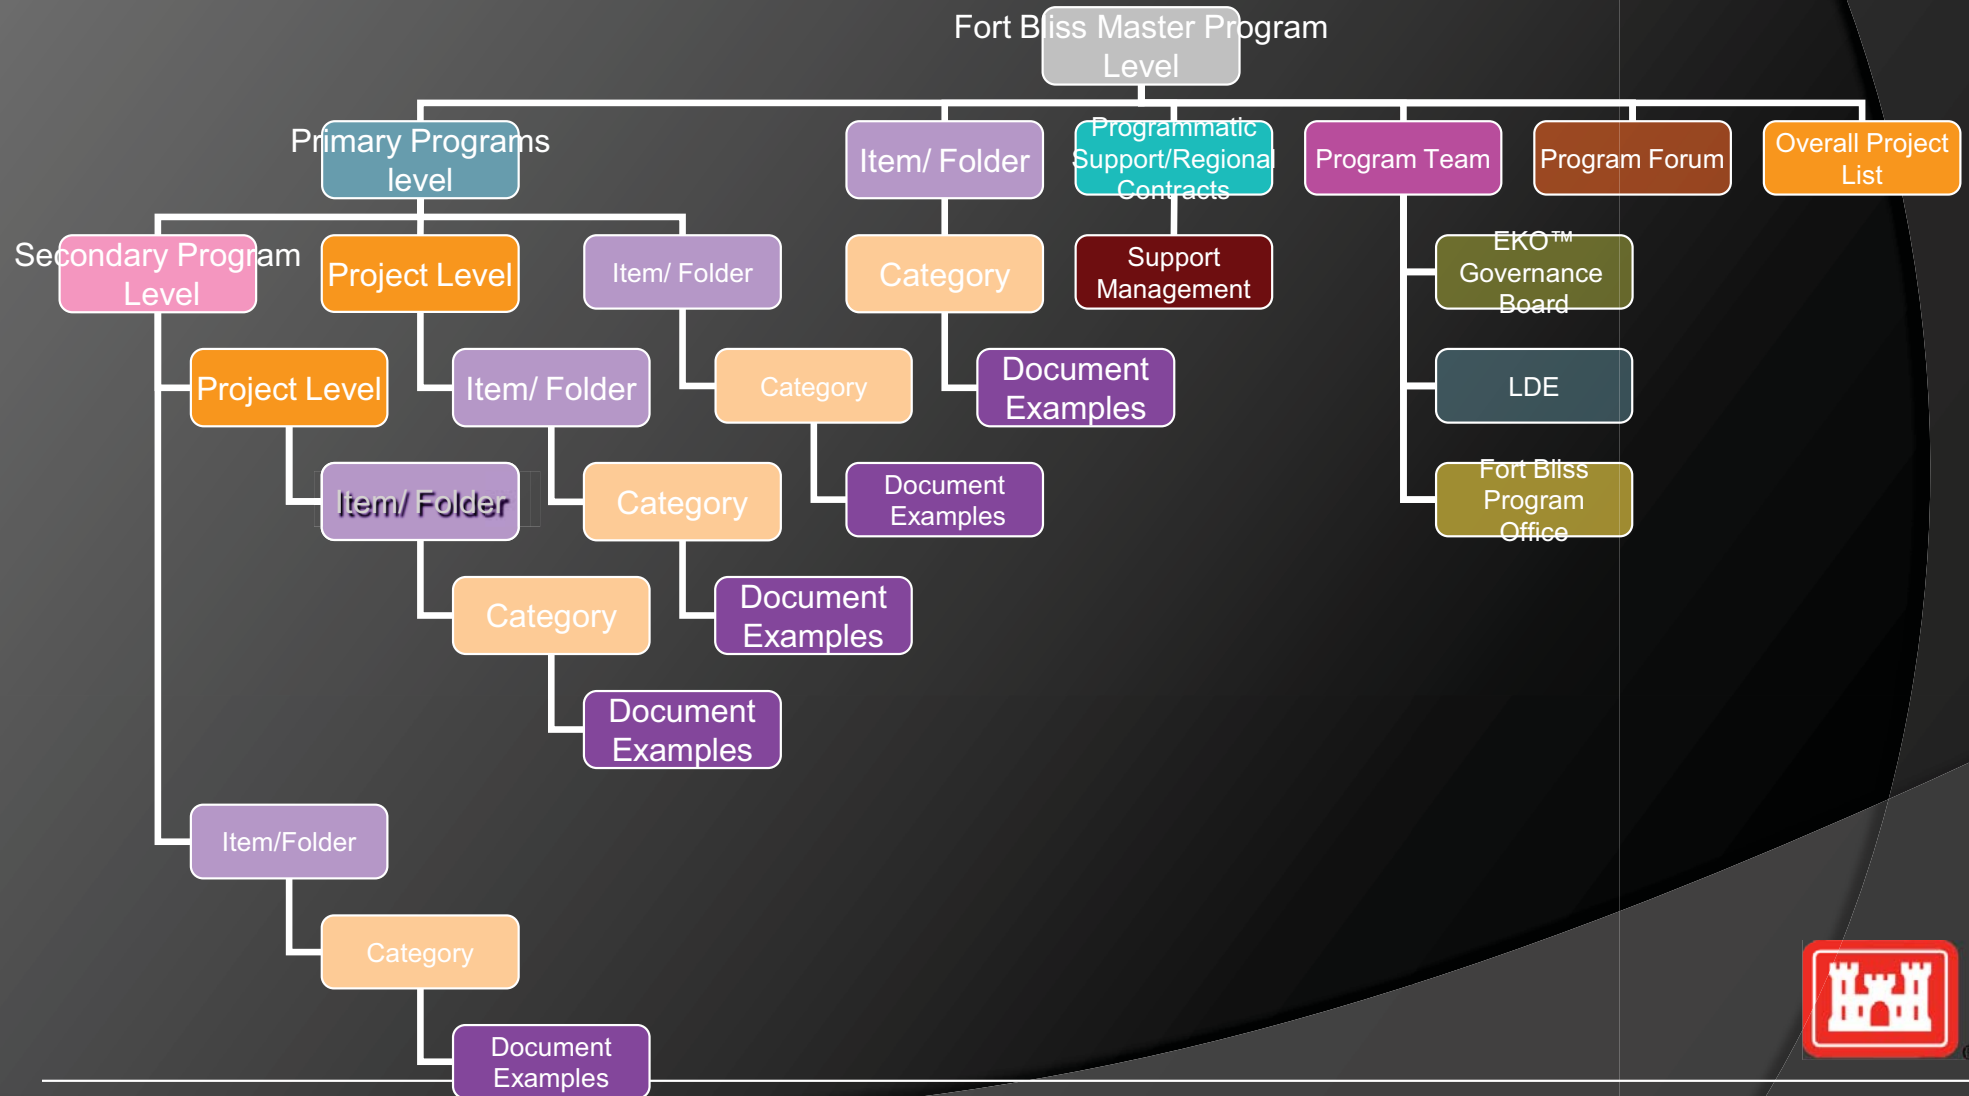 Fort Bliss Master Program
Level
Primary Programs
level
Item/ Folder
Programmatic
Support/Regional
Contracts
Program Team
Program Forum
Overall Project
List
Secondary Program
Level
Project Level
Item/ Folder
Category
Support
Management
EKO™
Governance
Board
Project Level
Item/ Folder
Category
Document
Examples
LDE
Item/ Folder
Category
Document
Examples
Fort Bliss
Program
Office
Category
Document
Examples
Document
Examples
Item/Folder
Category
Document
Examples